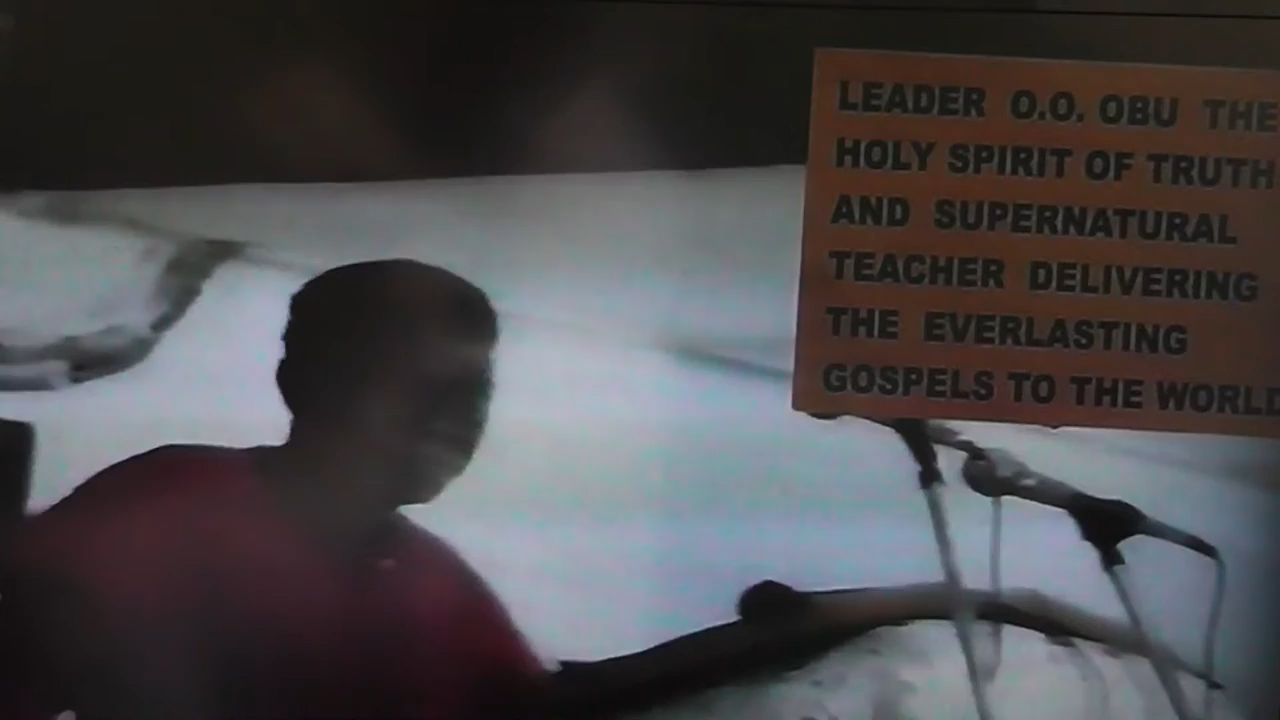 LEADER O.O. OBU THE
HOLY SPIRIT OF TRUTH
AND SUPERNATURAL
TEACHER DELIVERING
THE EVERLASTING
GOSPELS TO THE WORLD